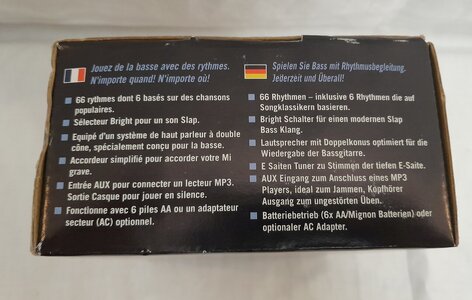 Jouez de la basse avec des rythmes.
N'importe quand! N'importe où!
66 rythmes dont 6 basés sur des chansons
populaires.
Sélecteur Bright pour un son Slap.
Equipé d'un système de haut parleur à double
cône, spécialement conçu pour la basse.
Accordeur simplifié pour accorder votre Mi
grave.
Entrée AUX pour connecter un lecteur MP3.
Sortie Casque pour jouer en silence.
Fonctionne avec 6 piles AA ou un adaptateur
secteur (AC) optionnel.
Spielen Sie Bass mit Rhythmusbegleitung.
Jederzeit und Überall!
66 Rhythmen – inklusive 6 Rhythmen die auf
Songklassikern basieren.
Bright Schalter für einen modernen Slap
Bass Klang.
Lautsprecher mit Doppelkonus optimiert für die
Wiedergabe der Bassgitarre.
E Saiten Tuner zu Stimmen der tiefen E-Saite.
AUX Eingang zum Anschluss eines MP3
Players, ideal zum Jammen, Kopfhörer
Ausgang zum ungestörten Üben.
Batteriebetrieb (6x AA/Mignon Batterien) oder
optionaler AC Adapter.